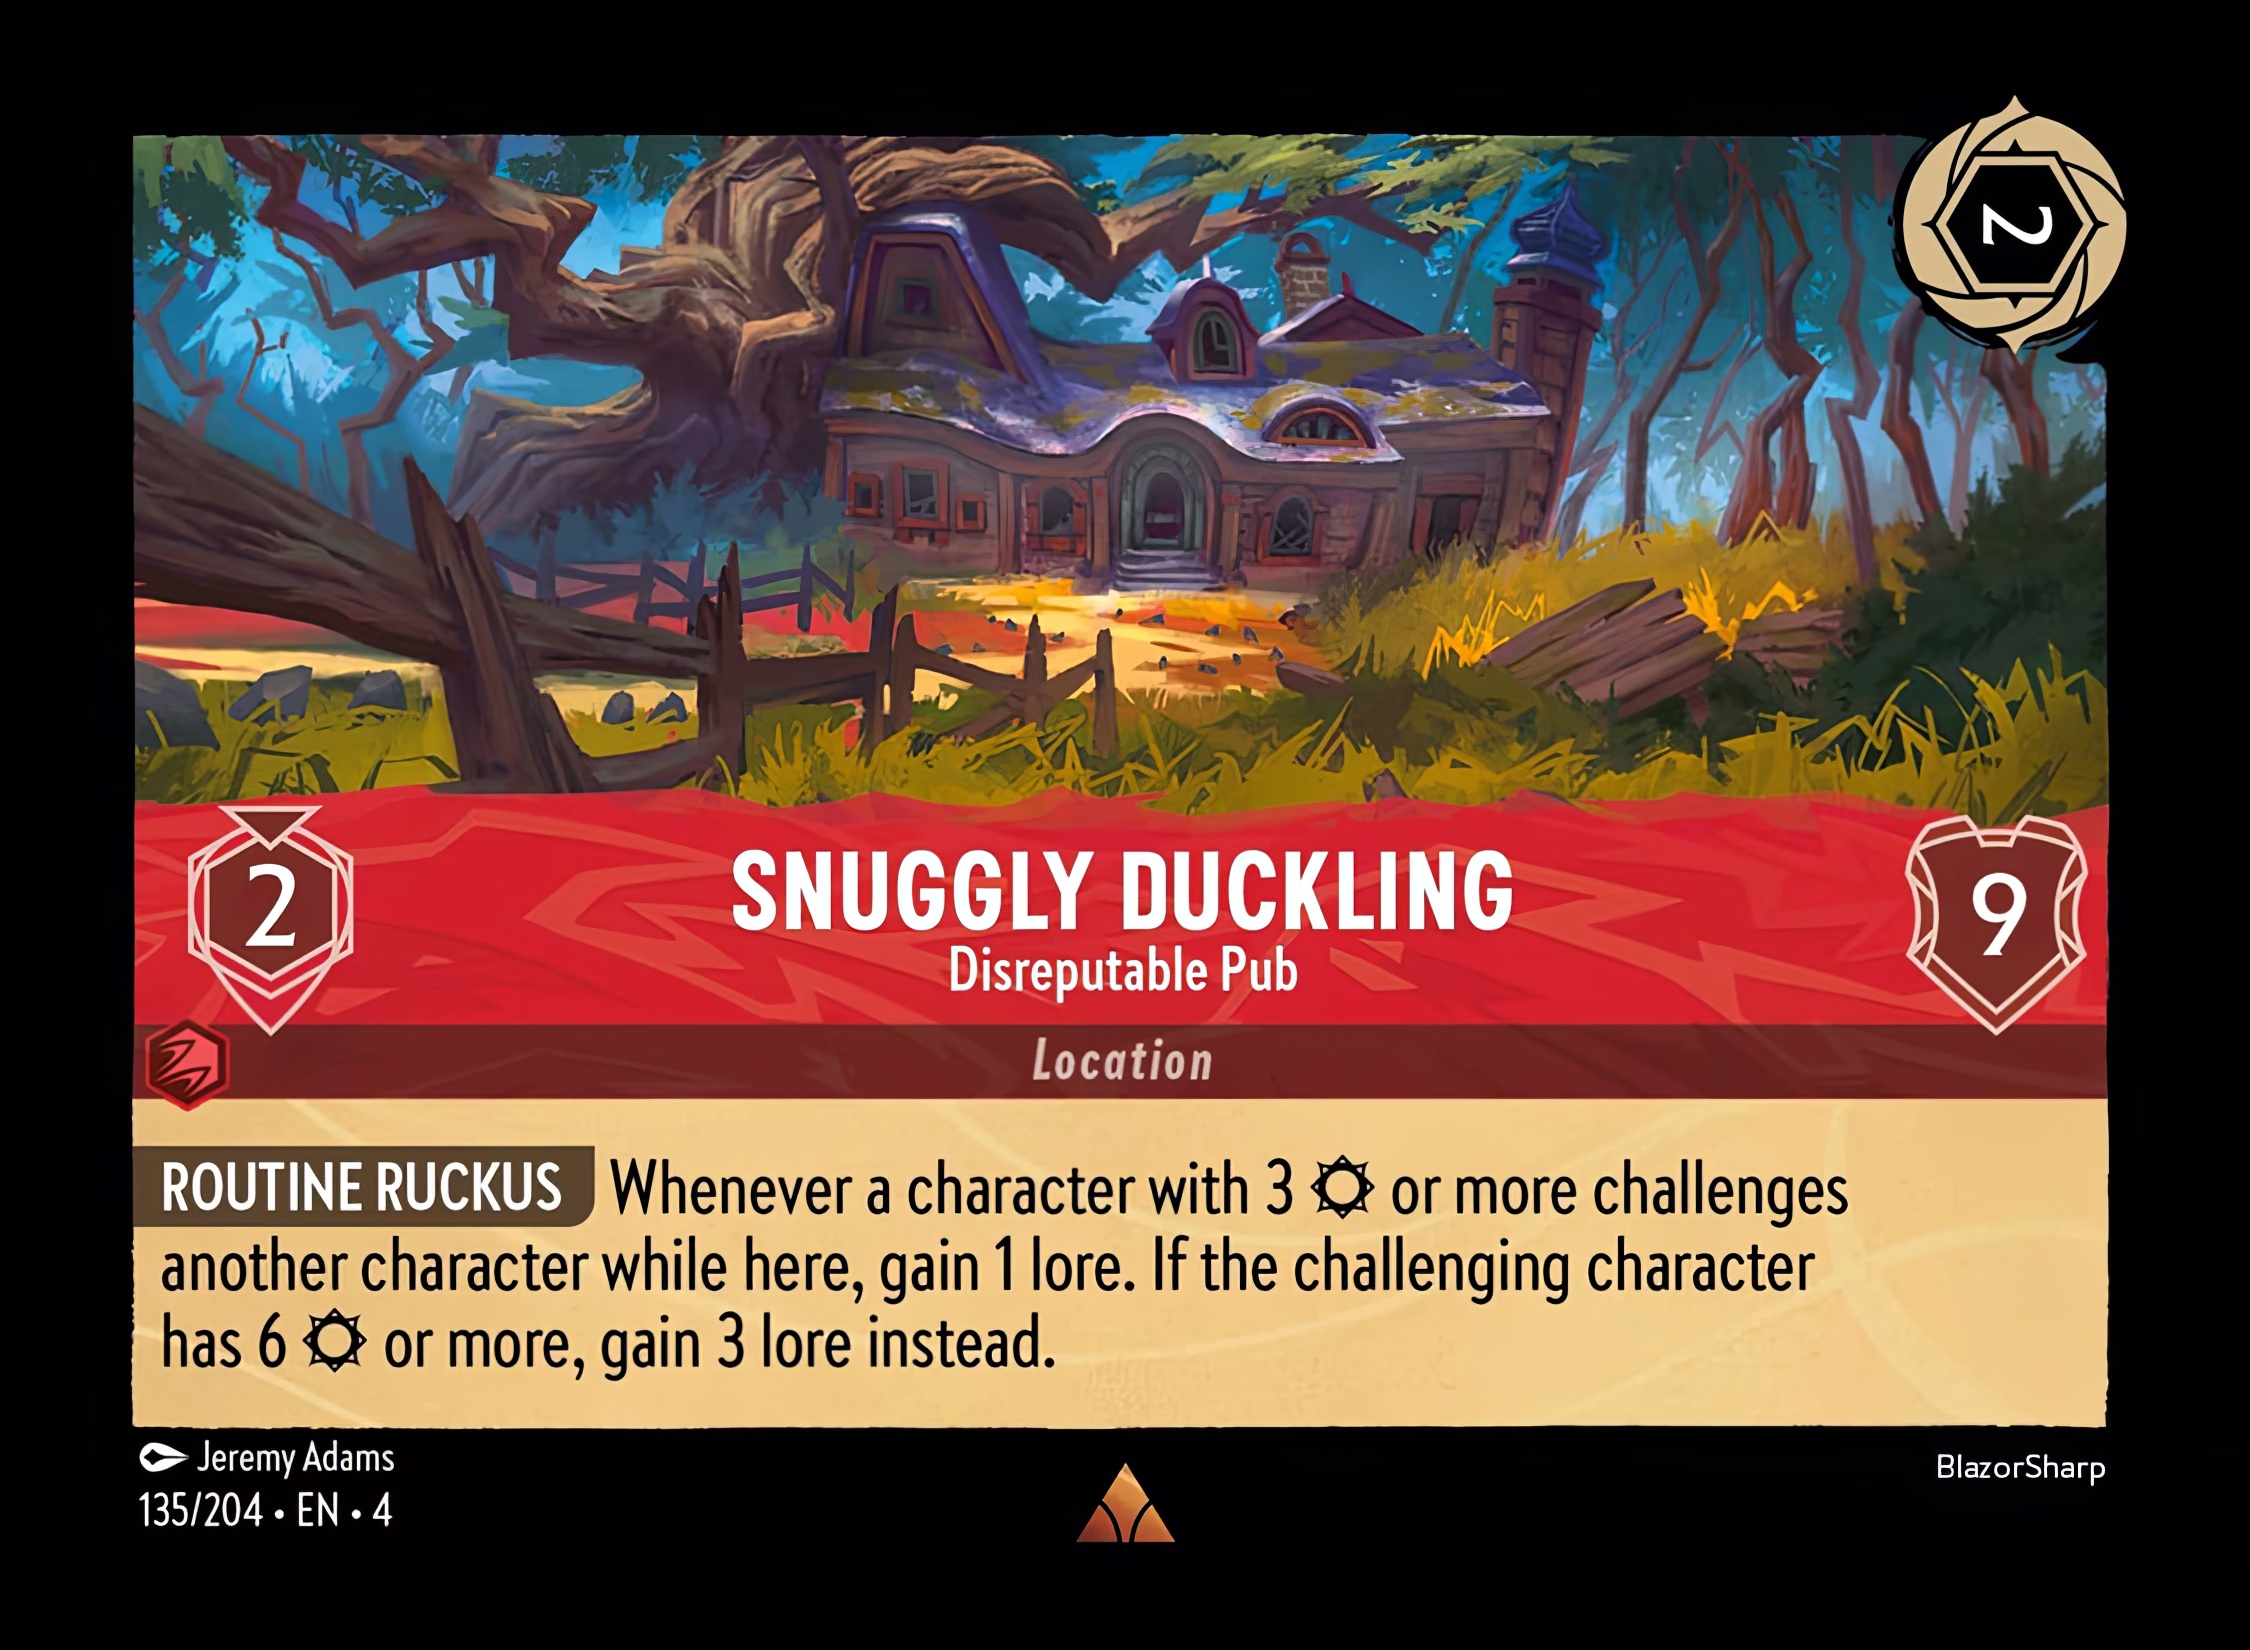 2
2
SNUGGLY DUCKLING
9
Disreputable Pub
Location
ROUTINE RUCKUS Whenever a character with 3 or more challenges
another character while here, gain 1 lore. If the challenging character
has 6 or more, gain 3 lore instead.
Jeremy Adams
BlazorSharp
135/204 • EN • 4